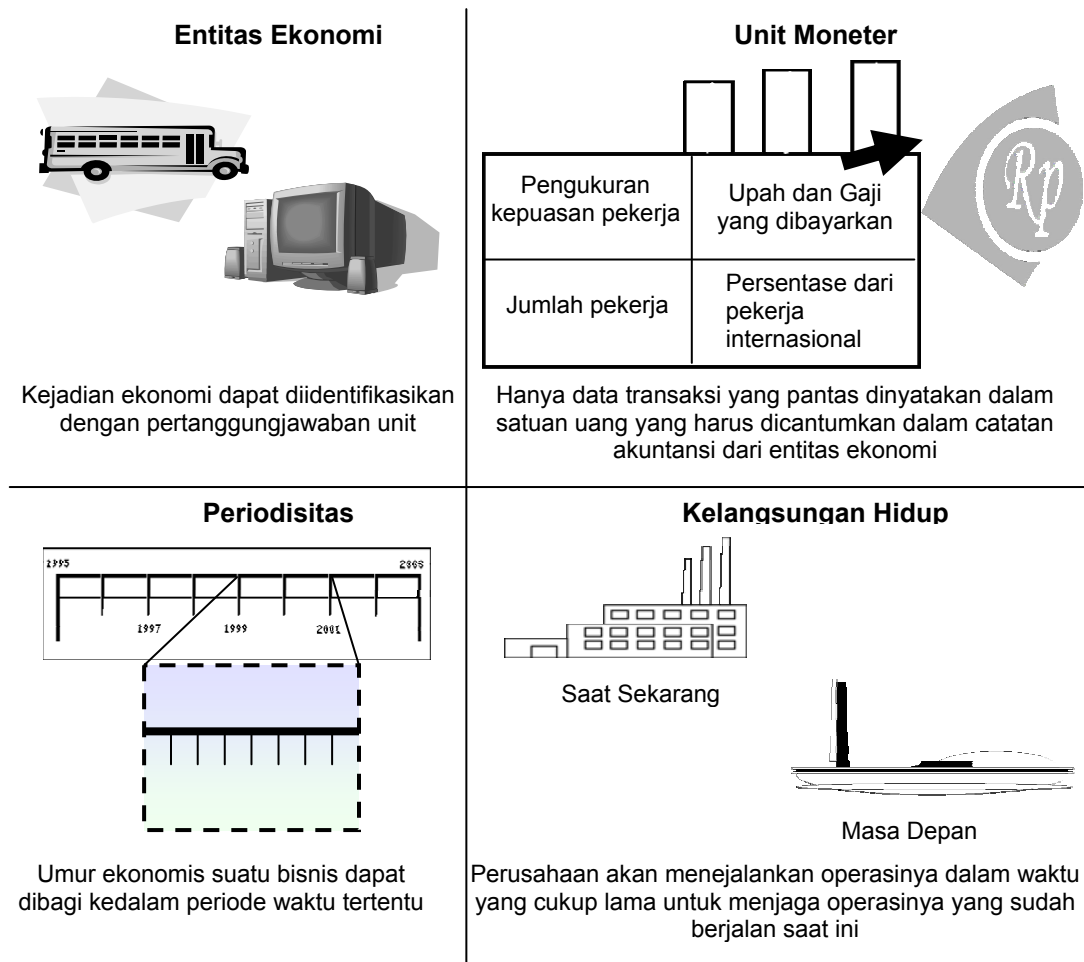 Entitas Ekonomi
Kejadian ekonomi dapat diidentifikasikan
dengan pertanggungjawaban unit
Unit Moneter
Pengukuran
kepuasan pekerja
Upah dan Gaji
yang dibayarkan
Jumlah pekerja
Persentase dari
pekerja
internasional
Rp
Hanya data transaksi yang pantas dinyatakan dalam
satuan uang yang harus dicantumkan dalam catatan
akuntansi dari entitas ekonomi
Periodisitas
1995
1997
1999
2001
Umur ekonomis suatu bisnis dapat
dibagi kedalam periode waktu tertentu
Kelangsungan Hidup
Saat Sekarang
Masa Depan
Perusahaan akan menejalankan operasinya dalam waktu
yang cukup lama untuk menjaga operasinya yang sudah
berjalan saat ini